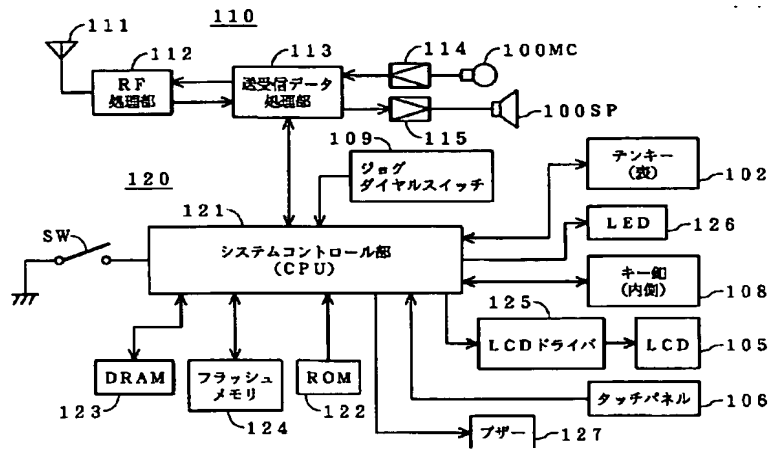 110
111
112
113
114
100MC
RF
処理部
送受信データ
処理部
100SP
115
109
ジョグ
ダイヤルスイッチ
テンキー
(表)
102
120
121
SW
システムコントロール部
(CPU)
LED
126
キー釦
(内側)
108
125
LCDドライバ
LCD
105
DRAM
123
フラッシュ
メモリ
124
ROM
122
タッチパネル
106
ブザー
127